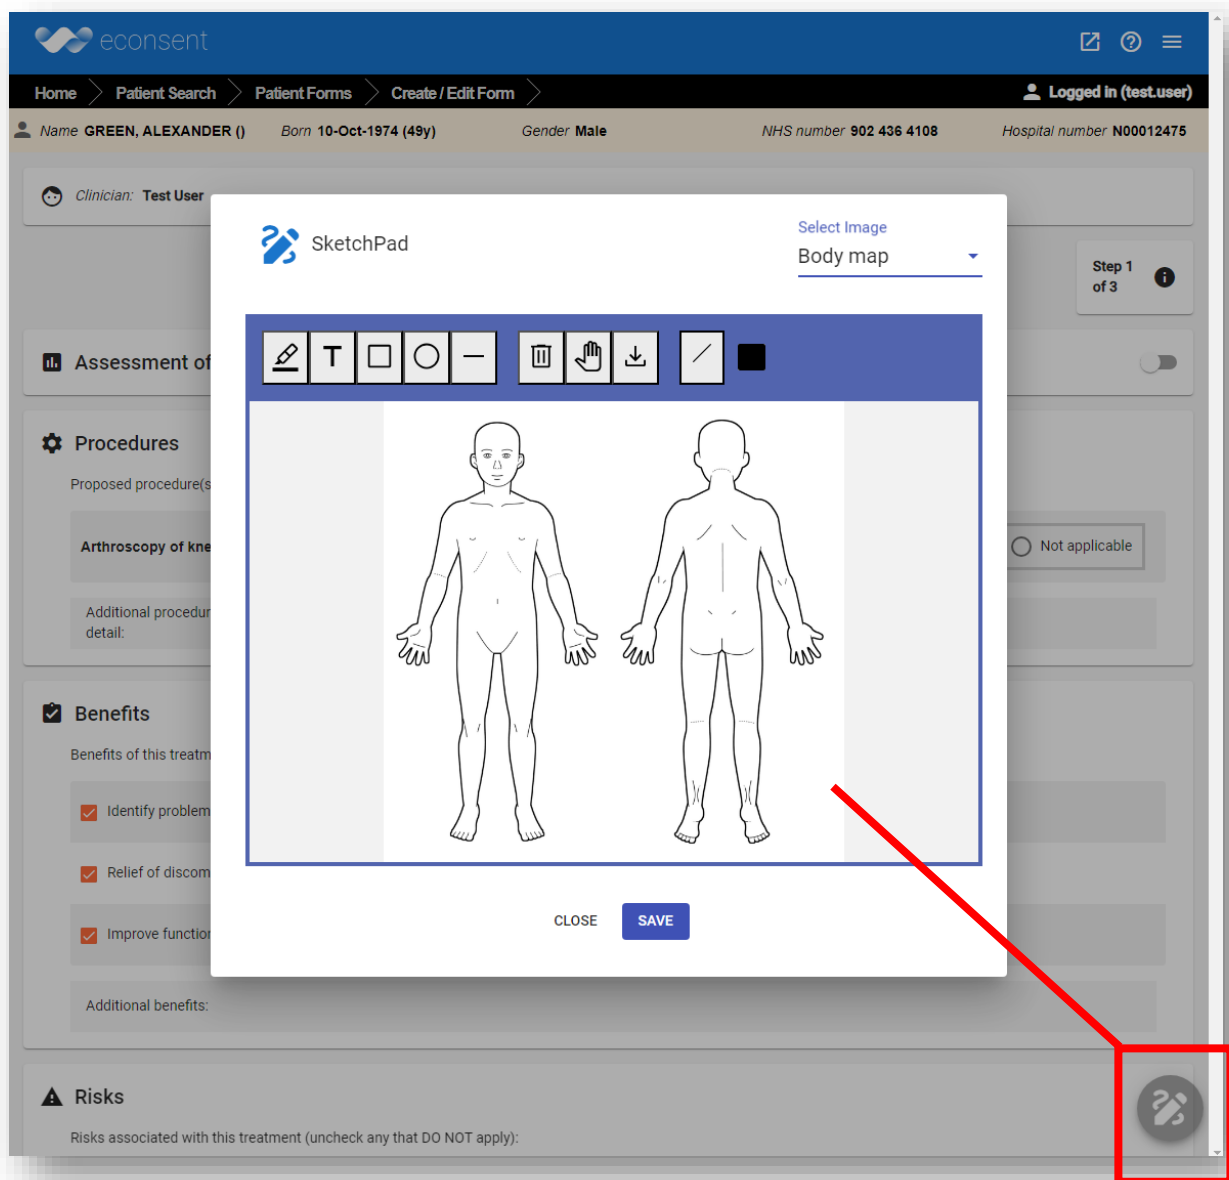 econsent
Home Patient Search Patient Forms Create / Edit Form Logged in (test.user)
Name GREEN, ALEXANDER () Born 10-Oct-1974 (49y) Gender Male NHS number 902 436 4108 Hospital number N00012475
Clinician: Test User
SketchPad
Select Image
Body map
Step 1
of 3
Assessment of
T
Procedures
Proposed procedure(s
Arthroscopy of kne
Not applicable
Additional procedur
detail:
Benefits
Benefits of this treatm
Identify problem
Relief of discom
Improve function
CLOSE SAVE
Additional benefits:
Risks
Risks associated with this treatment (uncheck any that DO NOT apply):